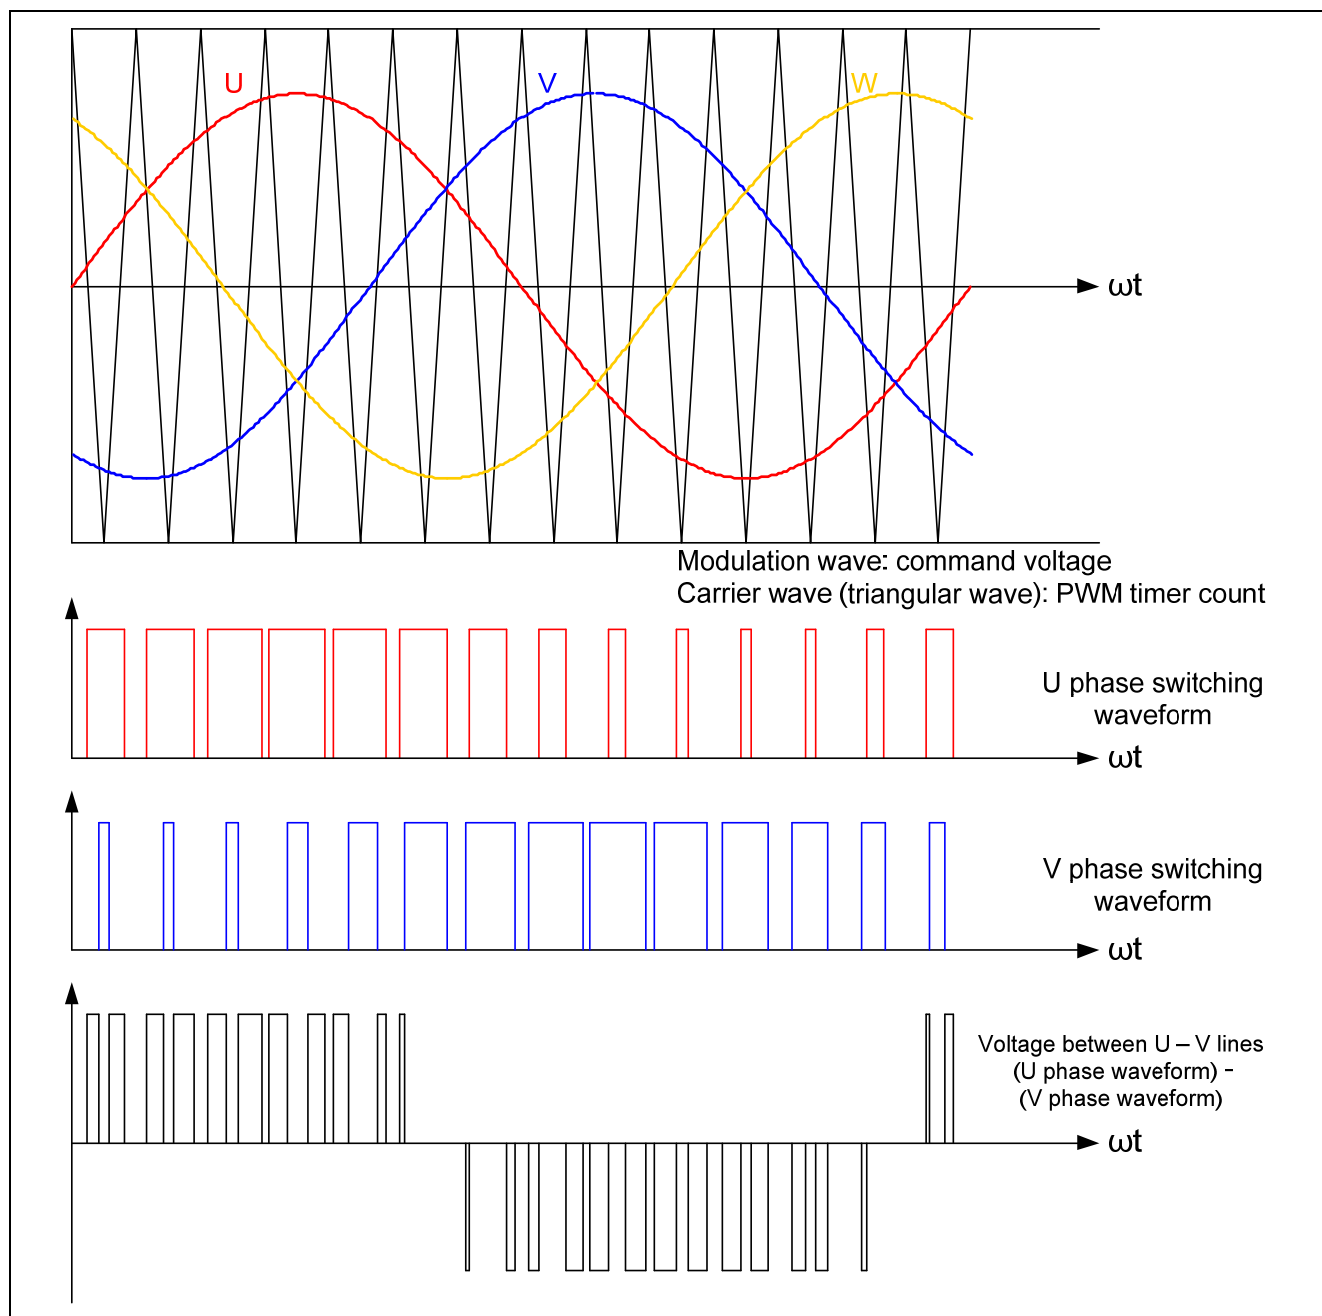 U
V
W
ωt
Modulation wave: command voltage
Carrier wave (triangular wave): PWM timer count
U phase switching
waveform
ωt
V phase switching
waveform
ωt
Voltage between U – V lines
(U phase waveform) -
(V phase waveform)
ωt